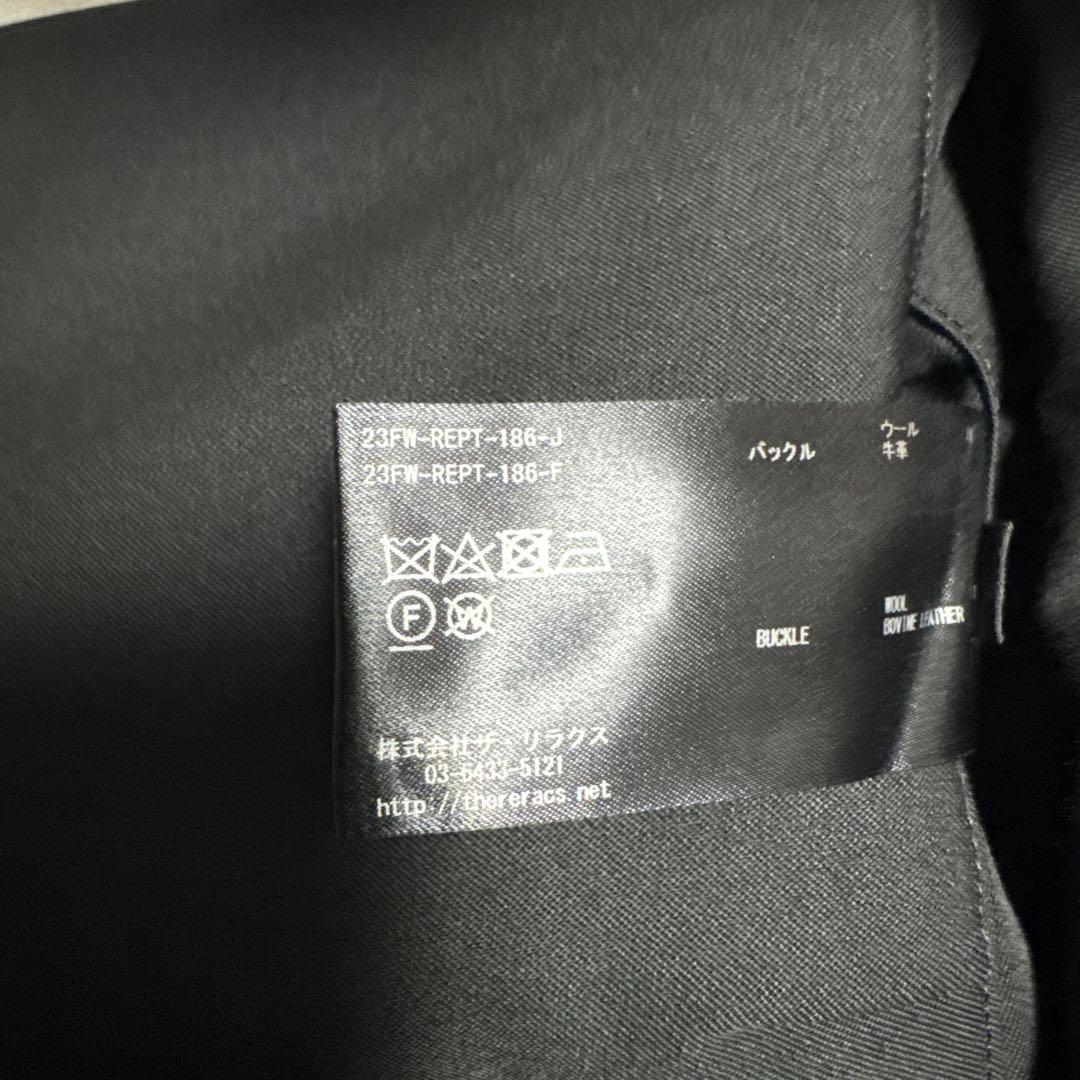 23FW-REPT-186-J
23FW-REPT-186-F
バックル
ウール
牛革
F
W
BUCKLE
WOOL
BOVINE LEATHER
株式会社ザ・リラクス
03-6433-5121
http://thereracs.net